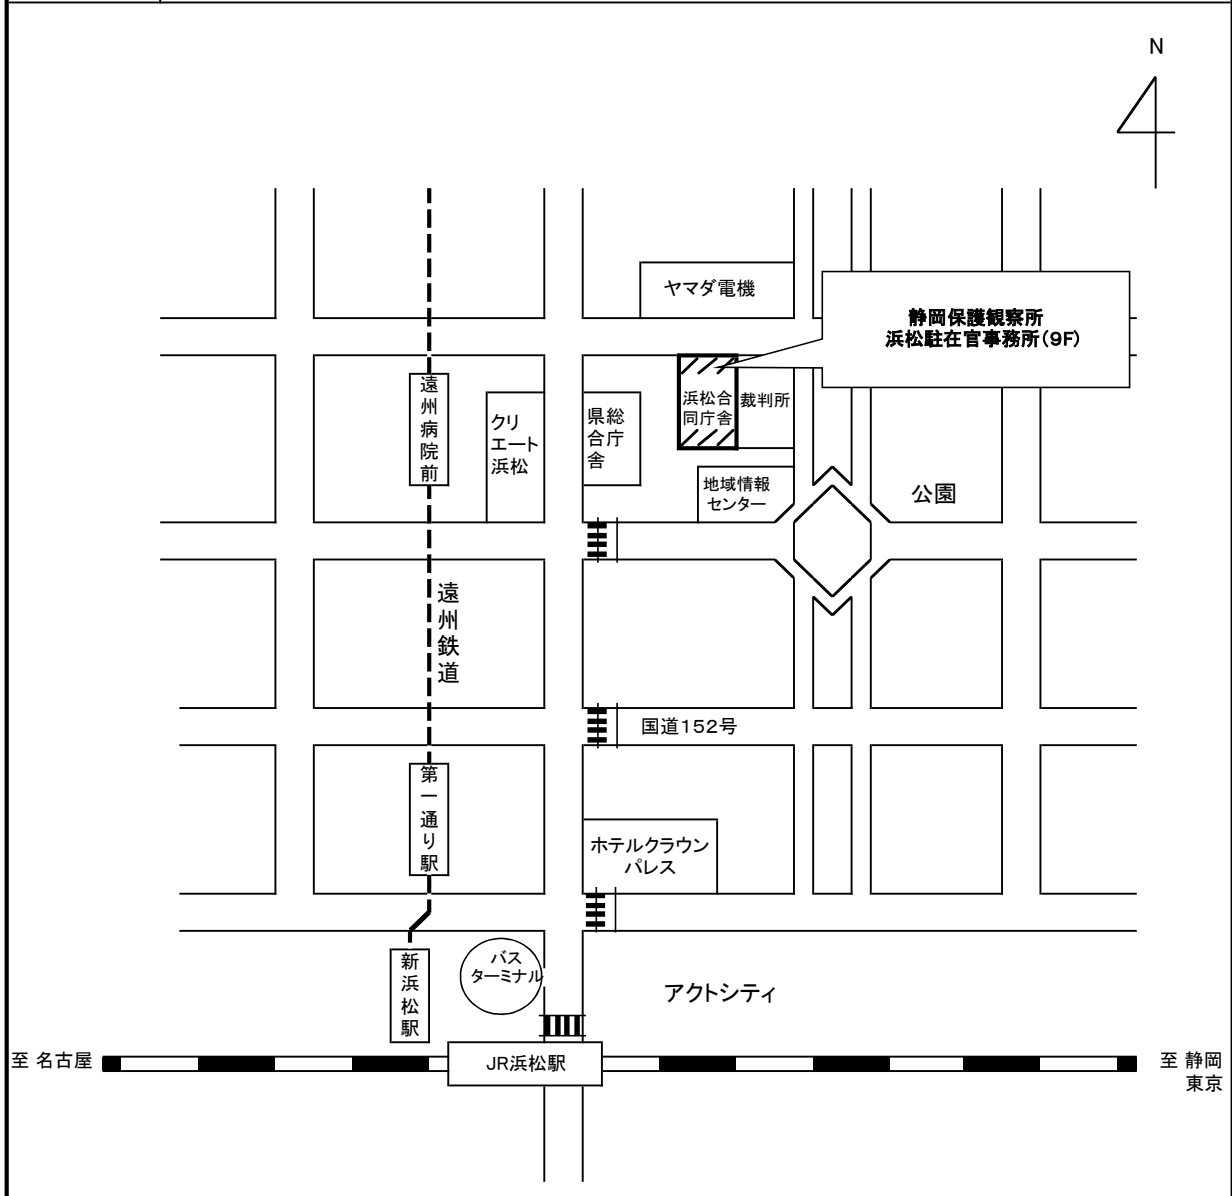 N
ヤマダ電機
静岡保護観察所
浜松駐在官事務所(9F)
遠州病院前
クリ
エート
浜松
県総
合庁
舎
浜松合
同庁舎
裁判所
地域情報
センター
公園
遠州鉄道
国道152号
第一通り駅
ホテルクラウン
パレス
新浜松駅
バス
ターミナル
アクトシティ
至 名古屋
JR浜松駅
至 静岡
東京